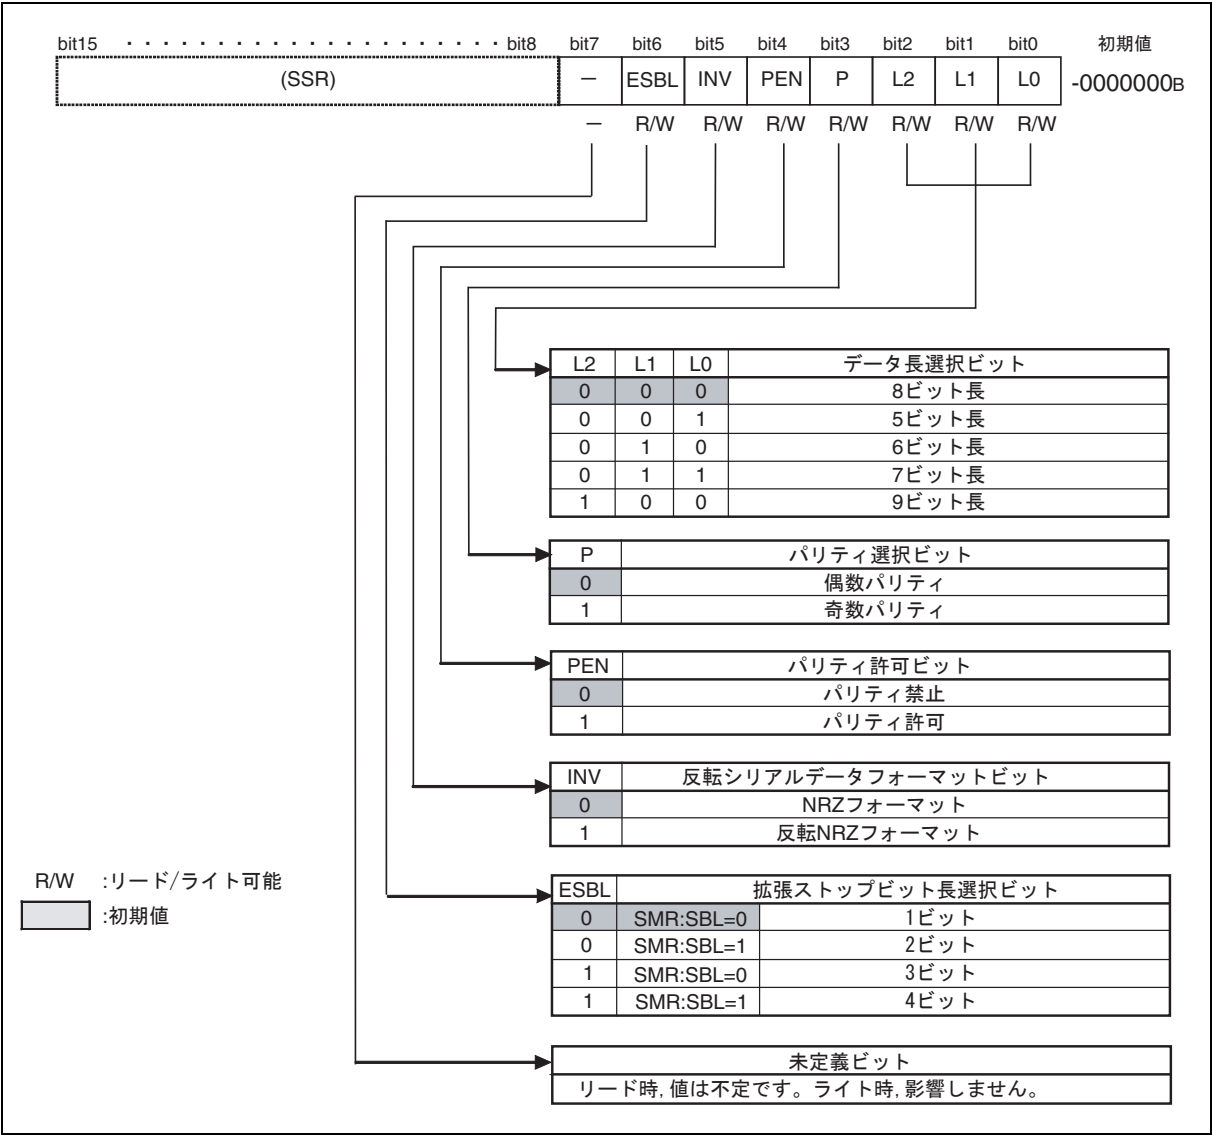 bit15 ・・・・・・・・・・・・・・・・・・・・ bit8 bit7 bit6 bit5 bit4 bit3 bit2 bit1 bit0 初期値
(SSR) － ESBL INV PEN P L2 L1 L0 -0000000B
－ R/W R/W R/W R/W R/W R/W R/W
L2 L1 L0 データ長選択ビット
0 0 0 8ビット長
0 0 1 5ビット長
0 1 0 6ビット長
0 1 1 7ビット長
1 0 0 9ビット長
P パリティ選択ビット
0 偶数パリティ
1 奇数パリティ
PEN パリティ許可ビット
0 パリティ禁止
1 パリティ許可
INV 反転シリアルデータフォーマットビット
0 NRZフォーマット
1 反転NRZフォーマット
R/W :リード/ライト可能
:初期値
ESBL 拡張ストップビット長選択ビット
0 SMR:SBL=0 1ビット
0 SMR:SBL=1 2ビット
1 SMR:SBL=0 3ビット
1 SMR:SBL=1 4ビット
未定義ビット
リード時,値は不定です。ライト時,影響しません。